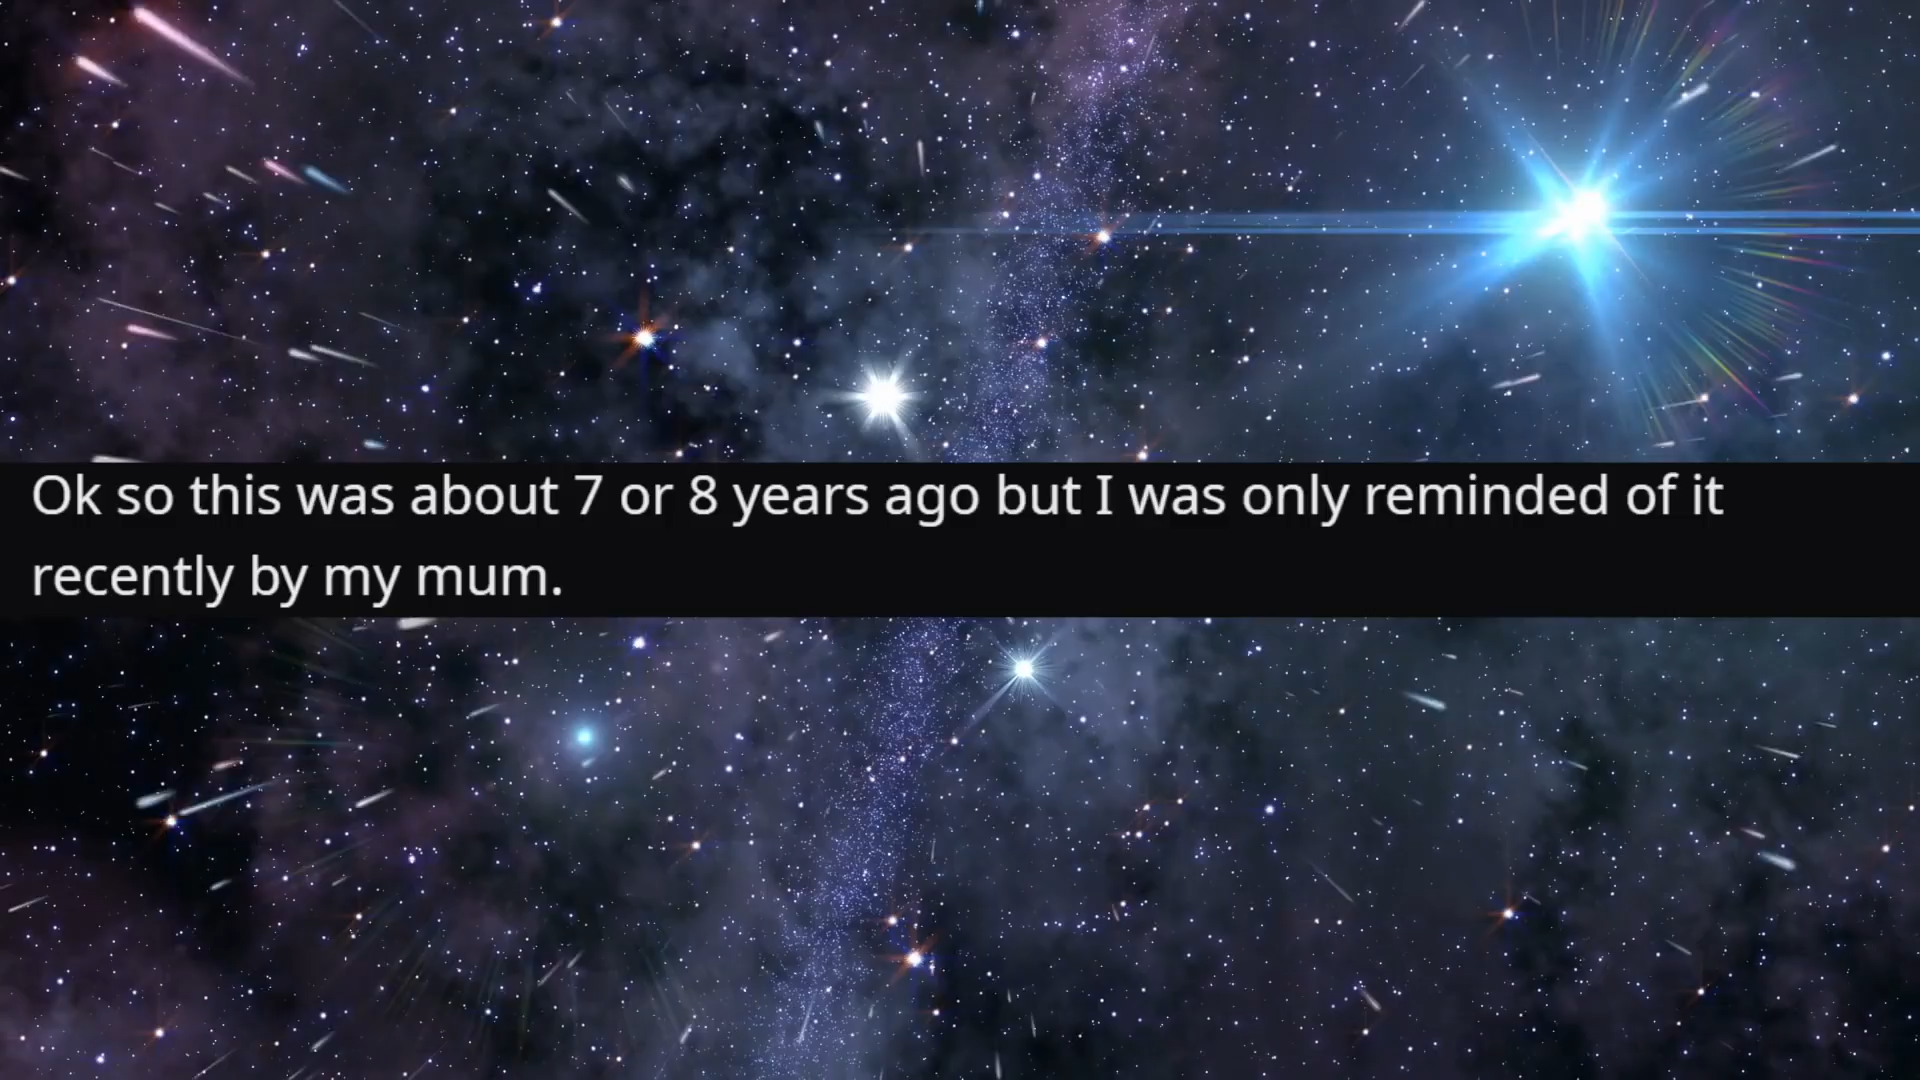 Ok so this was about 7 or 8 years ago but I was only reminded of it
recently by my mum.